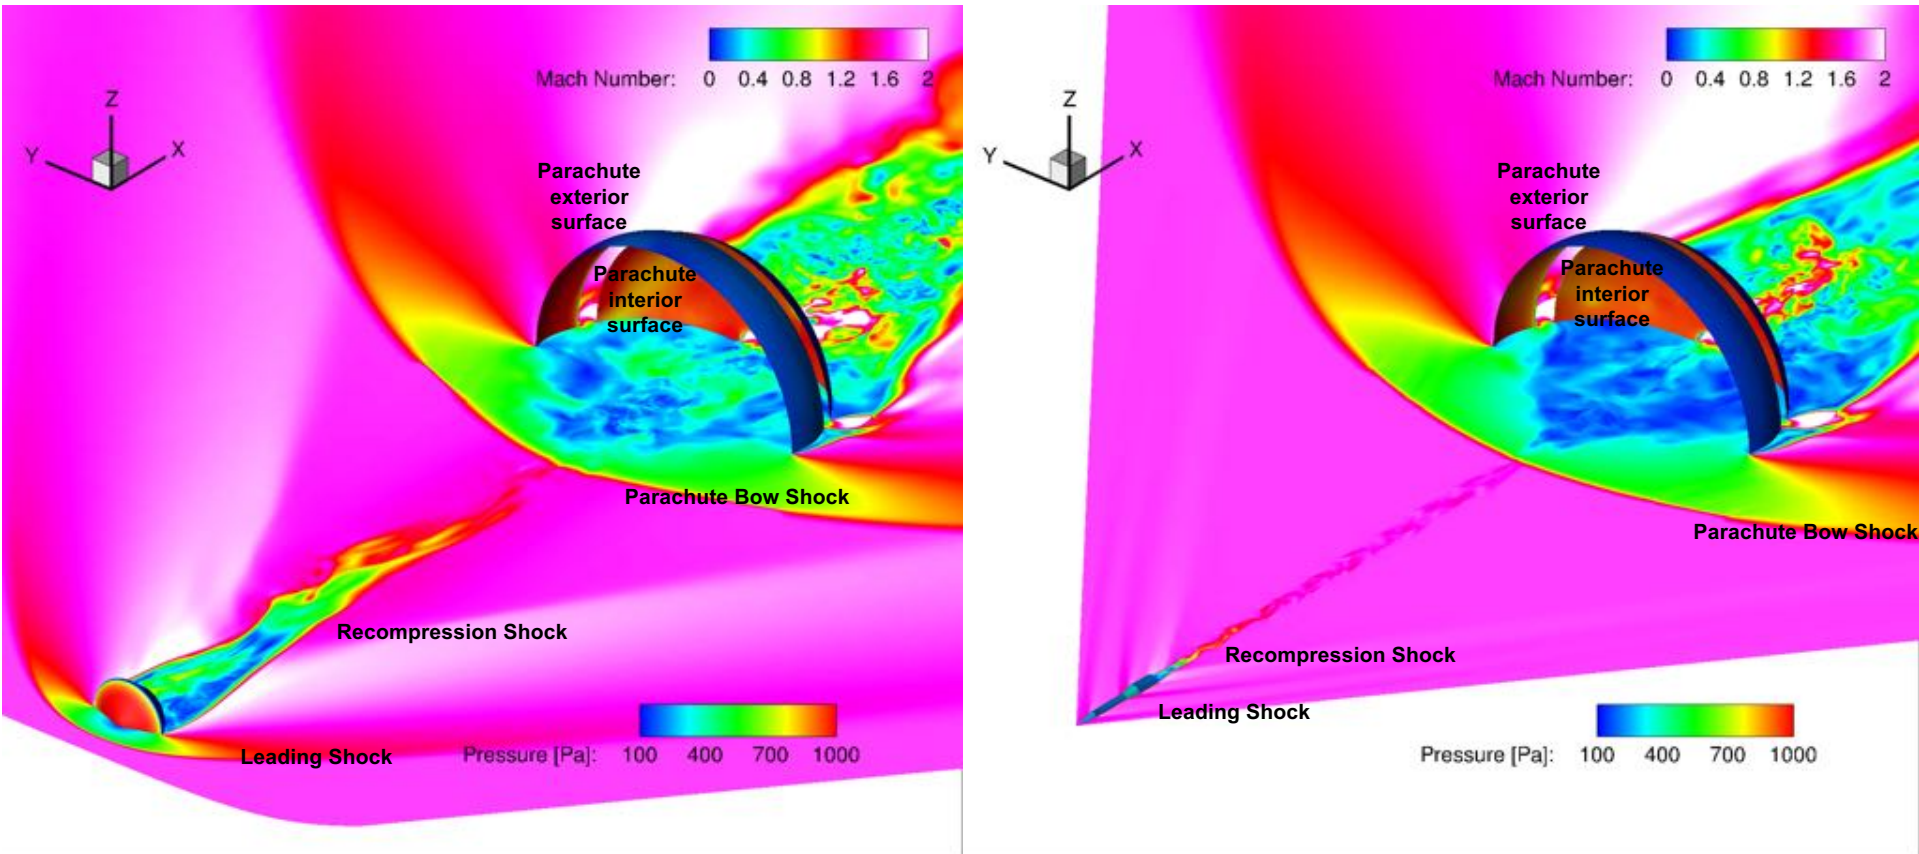 Mach Number: 0 0.4 0.8 1.2 1.6 2
Z
Y
X
Parachute
exterior
surface
Parachute
interior
surface
Parachute Bow Shock
Recompression Shock
Leading Shock
Pressure [Pa]: 100 400 700 1000
Mach Number: 0 0.4 0.8 1.2 1.6 2
Z
Y
X
Parachute
exterior
surface
Parachute
interior
surface
Parachute Bow Shock
Recompression Shock
Leading Shock
Pressure [Pa]: 100 400 700 1000